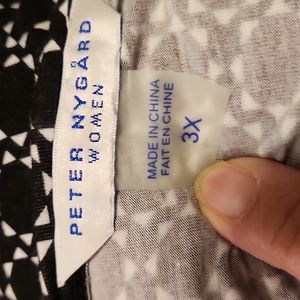 PETER NYGÅRD
WOMEN
MADE IN CHINA
FAIT EN CHINE
3X